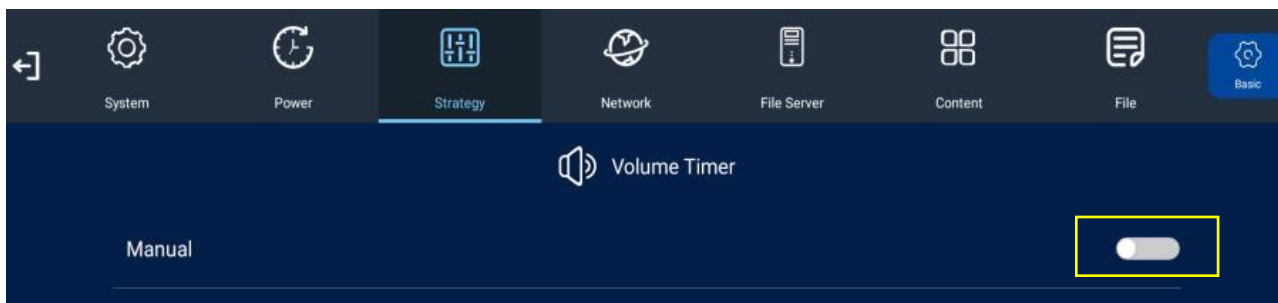 System Power Strategy Network File Server Content File Basic
Volume Timer
Manual